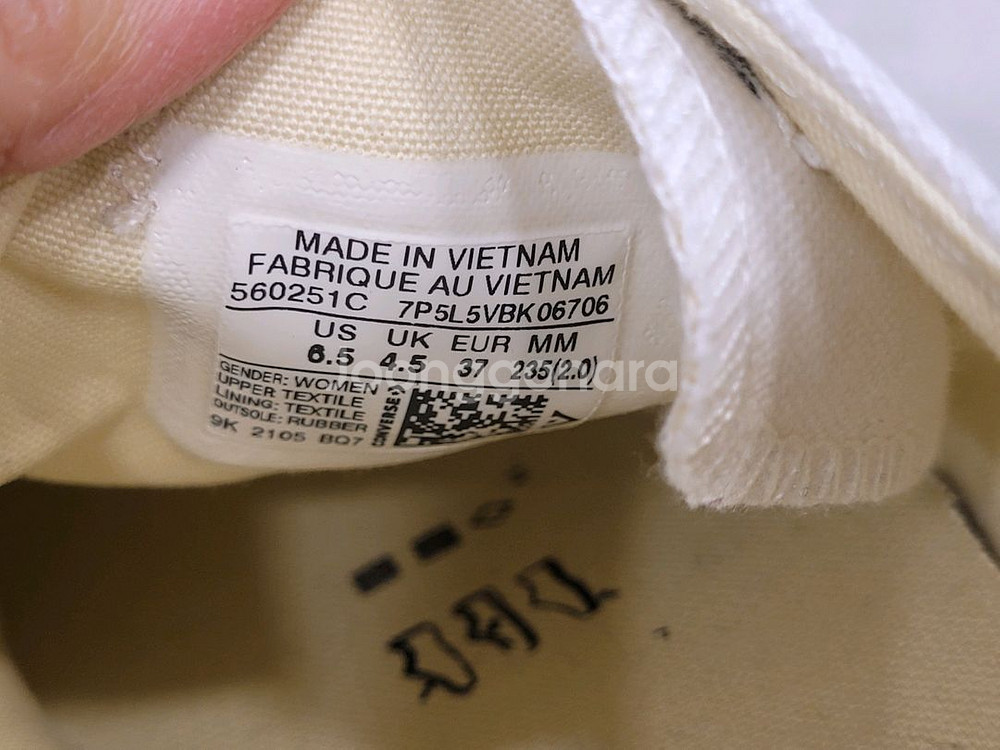 MADE IN VIETNAM
FABRIQUE AU VIETNAM
560251C 7P5L5VBK06706
US UK EUR MM
6.5 4.5 37 235(2.0)
GENDER: WOMEN
UPPER TEXTILE
LINING: TEXTILE
OUTSOLE: RUBBER
9K 2105 BQ7
CONVERSE
joongonara